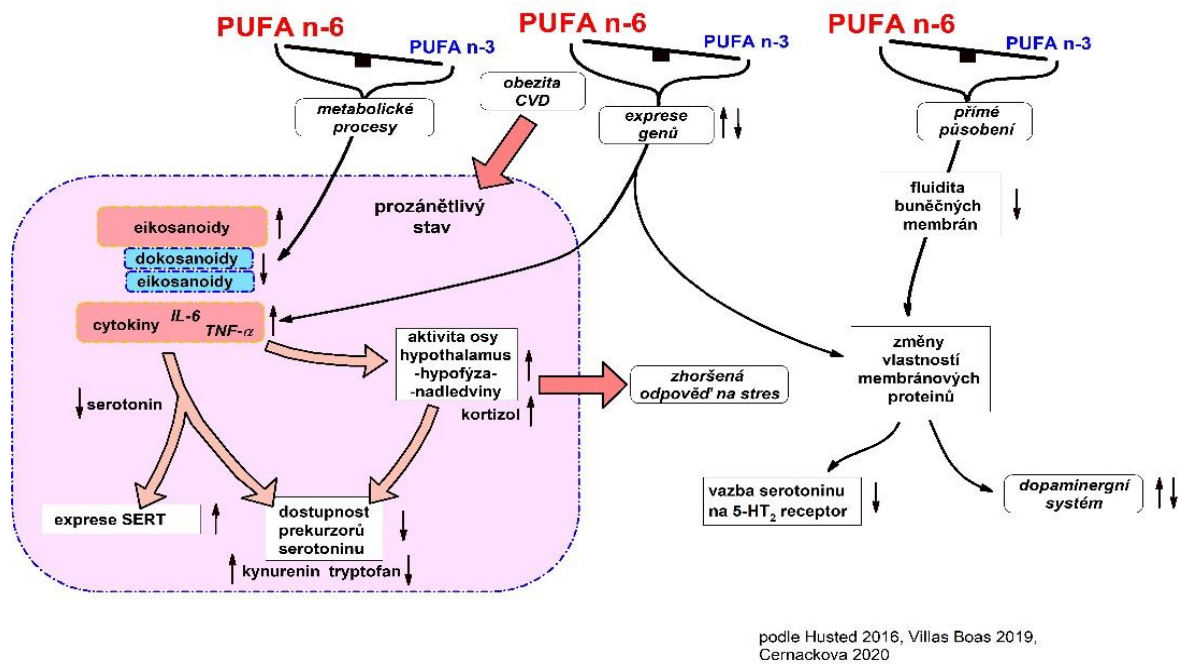 PUFA n-6
PUFA n-3
metabolické
procesy
obezita
CVD
PUFA n-6
PUFA n-3
exprese
genů
PUFA n-6
PUFA n-3
přímé
působení
prozánětlivý
stav
eikosanoidy
dokosanoidy
eikosanoidy
cytokiny IL-6
TNF-α
aktivita osy
hypothalamus
-hypofýza-
-nadledviny
kortizol
zhoršená
odpověď na stres
serotonin
exprese SERT
dostupnost
prekurzorů
serotoninu
kynurenin tryptofan
fluidita
buněčných
membrán
změny
vlastností
membránových
proteinů
vazba serotoninu
na 5-HT₂ receptor
dopaminergní
systém
podle Husted 2016, Villas Boas 2019,
Cernackova 2020